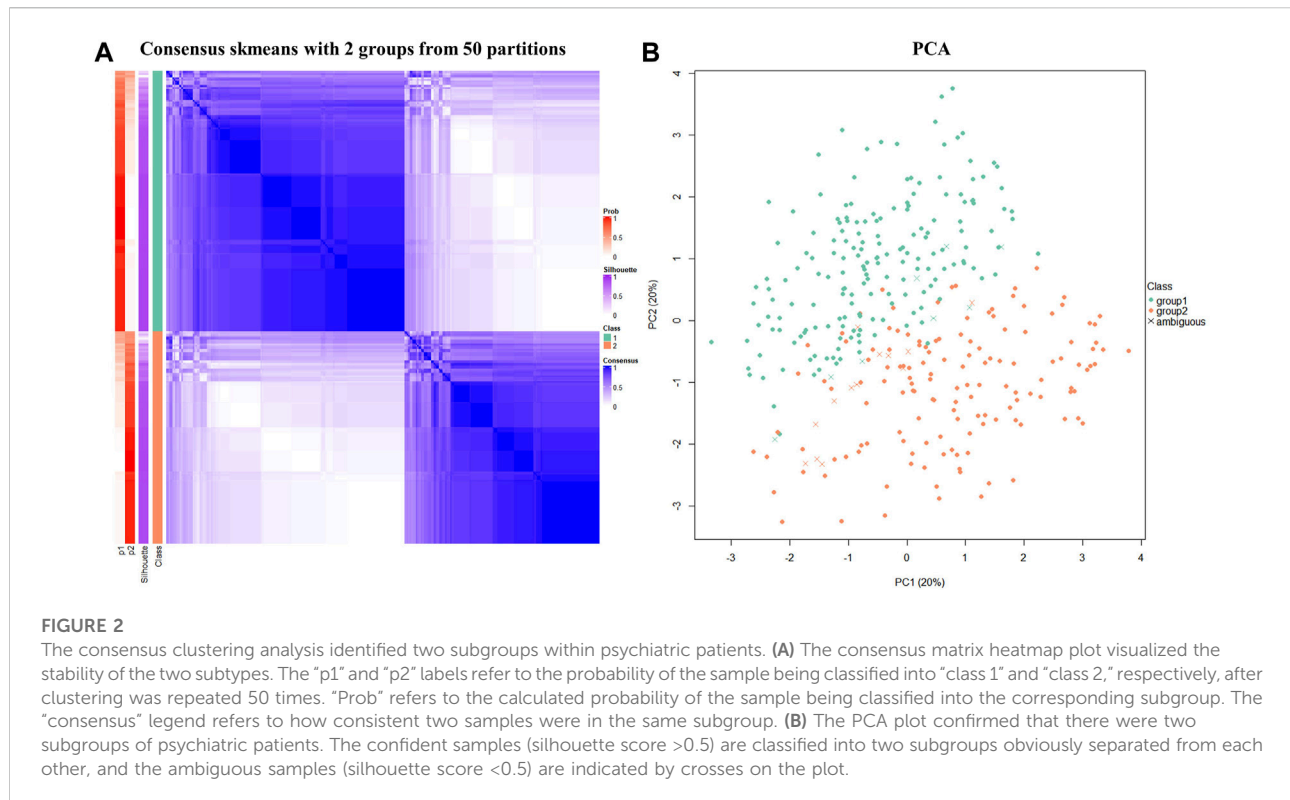 A
Consensus skmeans with 2 groups from 50 partitions
Prob
1
0.5
0
Silhouette
1
0.5
0
Class
1
2
Consensus
1
0.5
0
p1
p2
Silhouette
Class
B
PCA
4
3
2
1
0
-1
-2
-3
PC2 (20%)
-3
-2
-1
0
1
2
3
4
PC1 (20%)
Class
group1
group2
ambiguous
FIGURE 2
The consensus clustering analysis identified two subgroups within psychiatric patients. (A) The consensus matrix heatmap plot visualized the
stability of the two subtypes. The “p1” and “p2” labels refer to the probability of the sample being classified into “class 1” and “class 2,” respectively, after
clustering was repeated 50 times. “Prob” refers to the calculated probability of the sample being classified into the corresponding subgroup. The
“consensus” legend refers to how consistent two samples were in the same subgroup. (B) The PCA plot confirmed that there were two
subgroups of psychiatric patients. The confident samples (silhouette score >0.5) are classified into two subgroups obviously separated from each
other, and the ambiguous samples (silhouette score <0.5) are indicated by crosses on the plot.